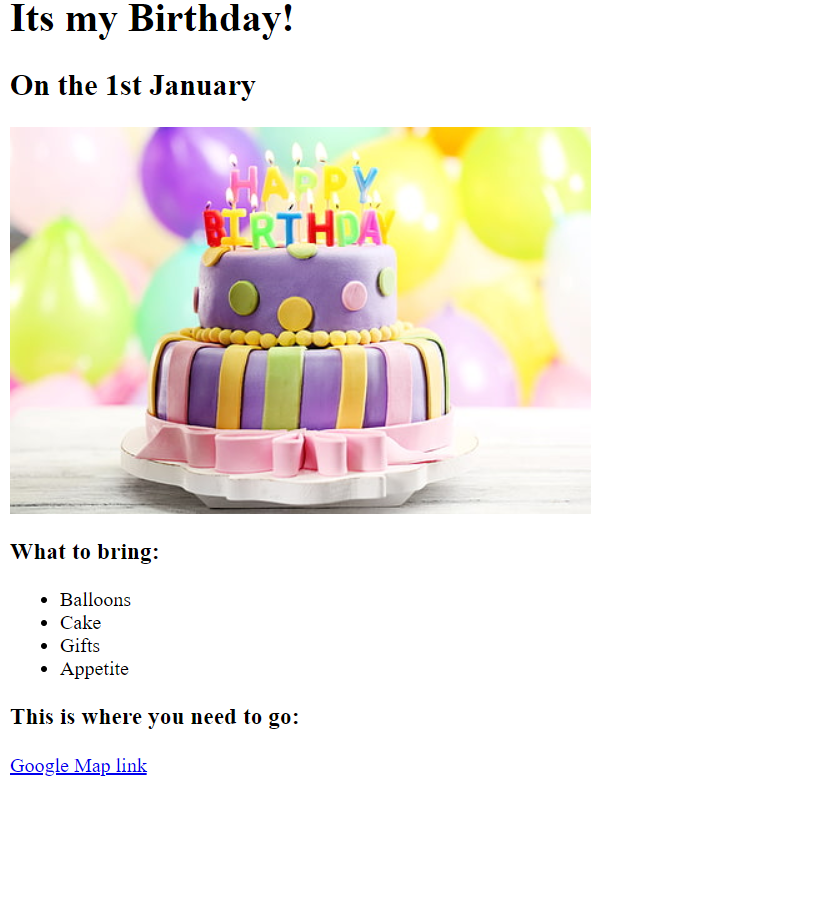 Its my Birthday!
On the 1st January
HAPPY
BIRTHDAY
What to bring:
Balloons
Cake
Gifts
Appetite
This is where you need to go:
Google Map link